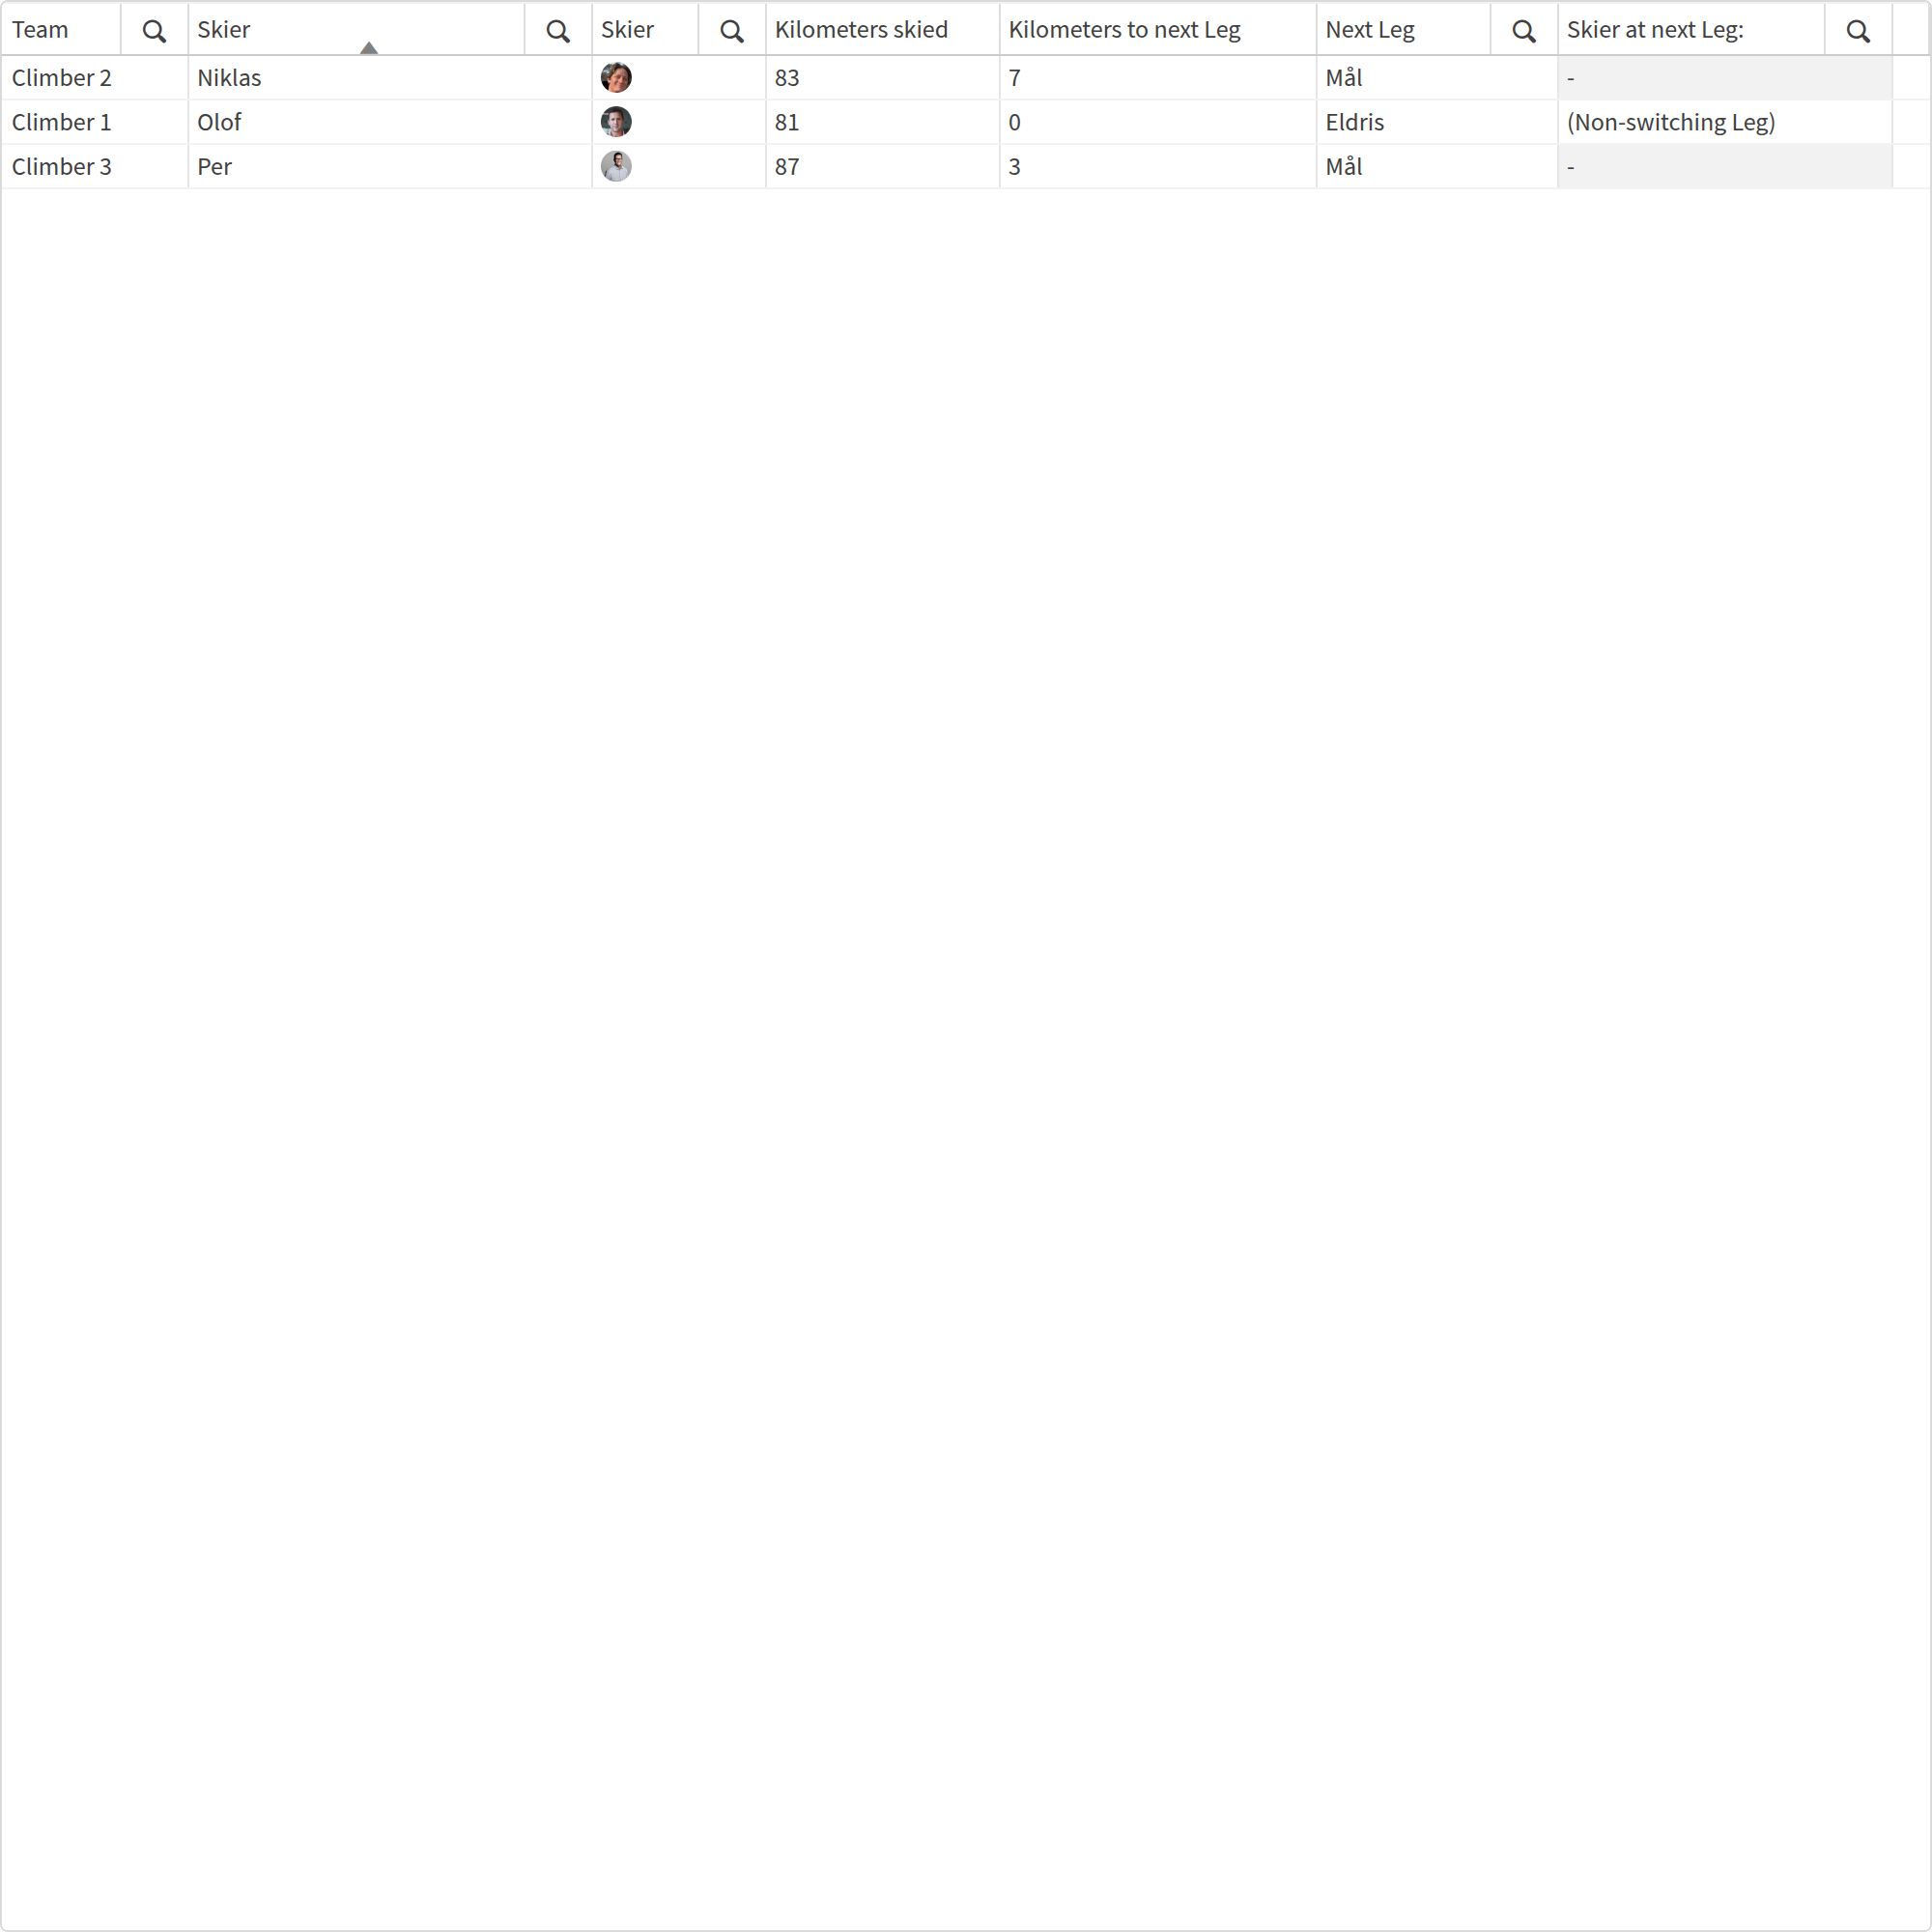 Team Skier Skier Kilometers skied Kilometers to next Leg Next Leg Skier at next Leg:
Climber 2 Niklas 83 7 Mål -
Climber 1 Olof 81 0 Eldris (Non-switching Leg)
Climber 3 Per 87 3 Mål -